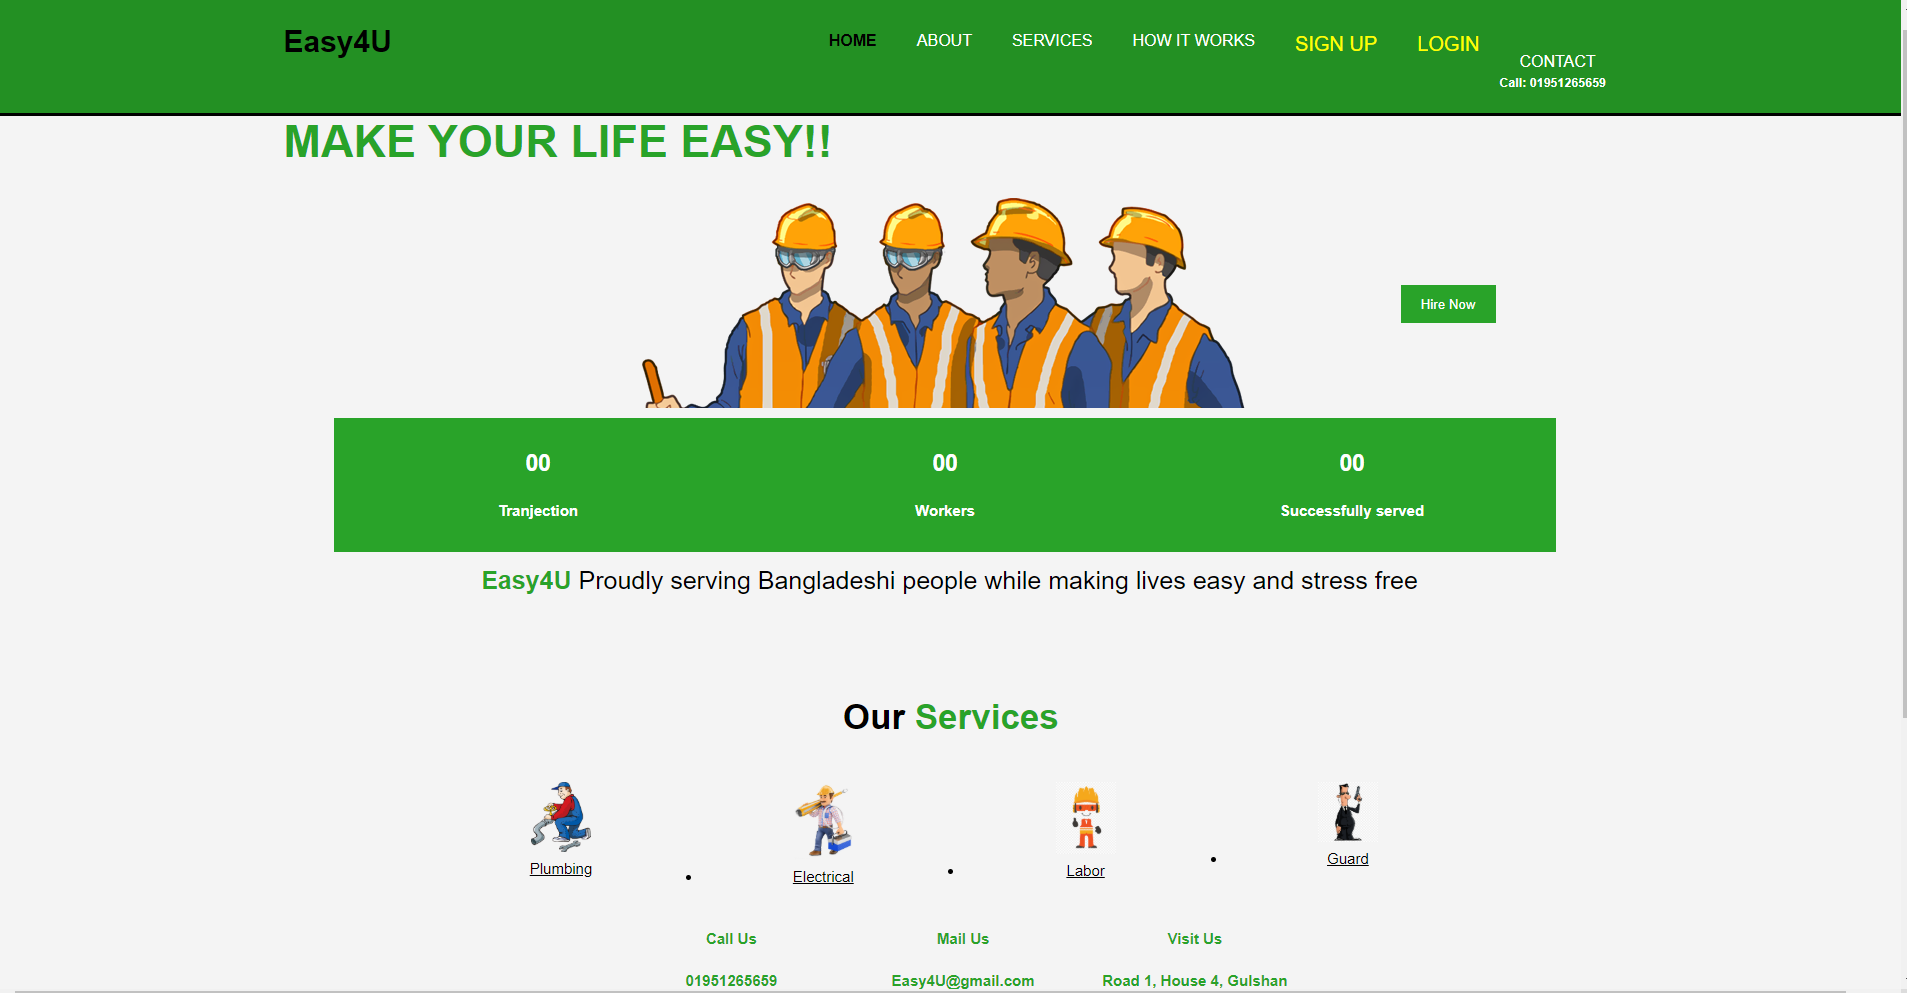 Easy4U
HOME ABOUT SERVICES HOW IT WORKS SIGN UP LOGIN
CONTACT
Call: 01951265659
MAKE YOUR LIFE EASY!!
Hire Now
00 00 00
Tranjection Workers Successfully served
Easy4U Proudly serving Bangladeshi people while making lives easy and stress free
Our Services
Plumbing
Electrical
Labor
Guard
Call Us Mail Us Visit Us
01951265659 Easy4U@gmail.com Road 1, House 4, Gulshan